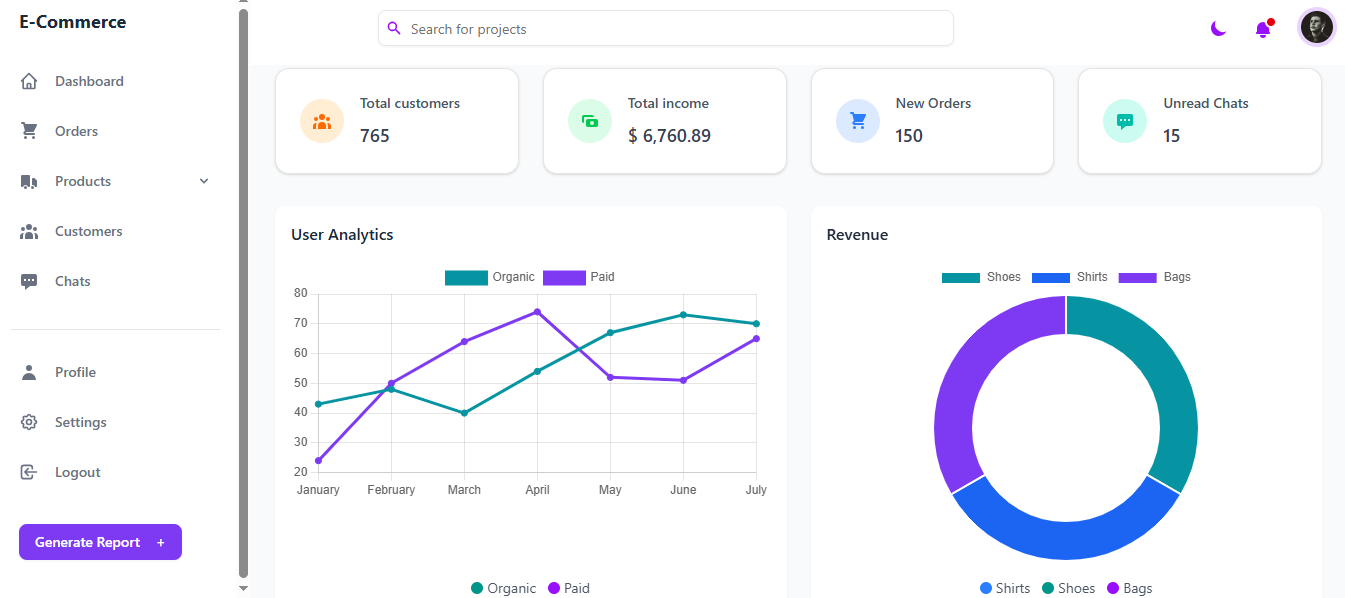 E-Commerce
Search for projects
Dashboard
Orders
Products
Customers
Chats
Profile
Settings
Logout
Generate Report +
Total customers
765
Total income
$ 6,760.89
New Orders
150
Unread Chats
15
User Analytics
Organic Paid
80
70
60
50
40
30
20
January February March April May June July
Organic Paid
Revenue
Shoes Shirts Bags
Shirts Shoes Bags